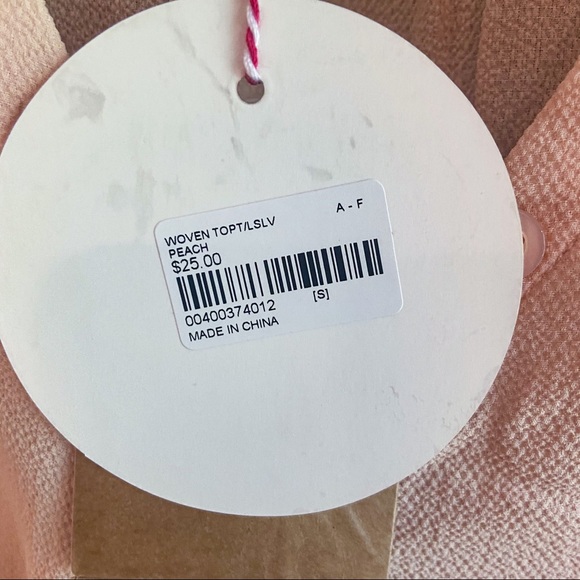 WOVEN TOPT/LSLV A - F
PEACH
$25.00
00400374012 [S]
MADE IN CHINA